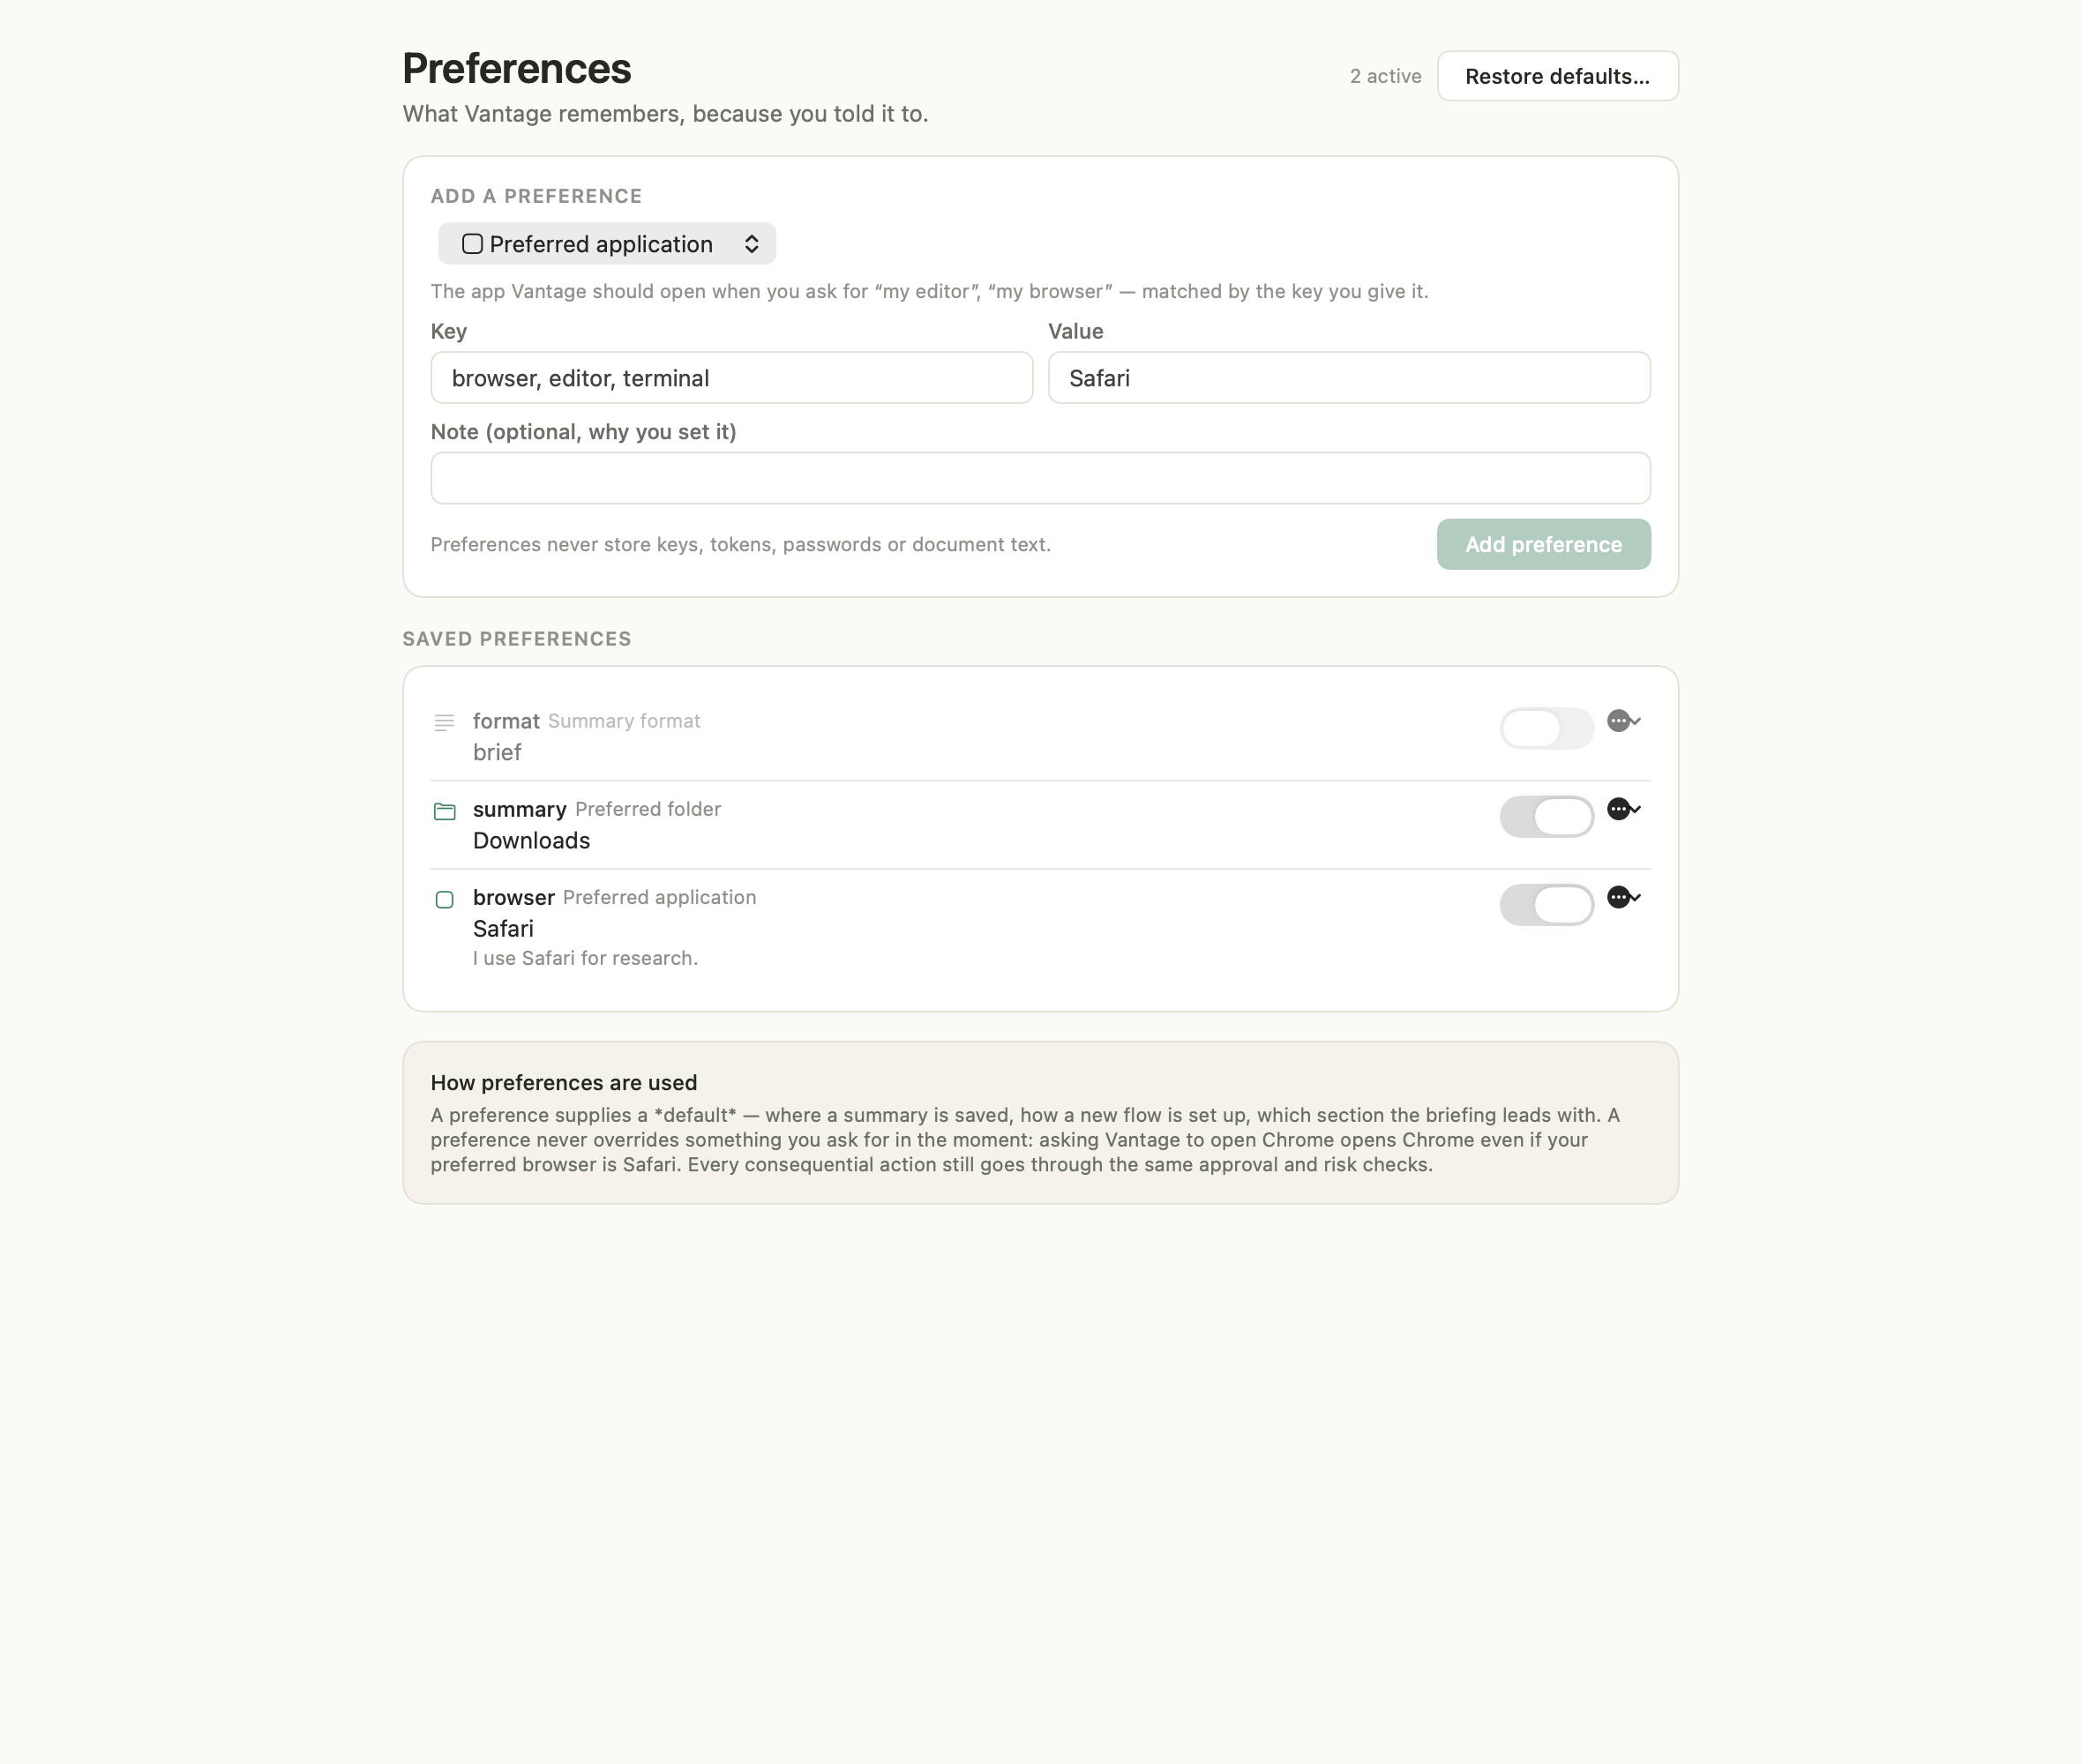 Preferences
2 active
Restore defaults...
What Vantage remembers, because you told it to.
ADD A PREFERENCE
Preferred application
The app Vantage should open when you ask for “my editor”, “my browser” — matched by the key you give it.
Key
Value
browser, editor, terminal
Safari
Note (optional, why you set it)
Preferences never store keys, tokens, passwords or document text.
Add preference
SAVED PREFERENCES
format Summary format
brief
summary Preferred folder
Downloads
browser Preferred application
Safari
I use Safari for research.
How preferences are used
A preference supplies a *default* — where a summary is saved, how a new flow is set up, which section the briefing leads with. A
preference never overrides something you ask for in the moment: asking Vantage to open Chrome opens Chrome even if your
preferred browser is Safari. Every consequential action still goes through the same approval and risk checks.